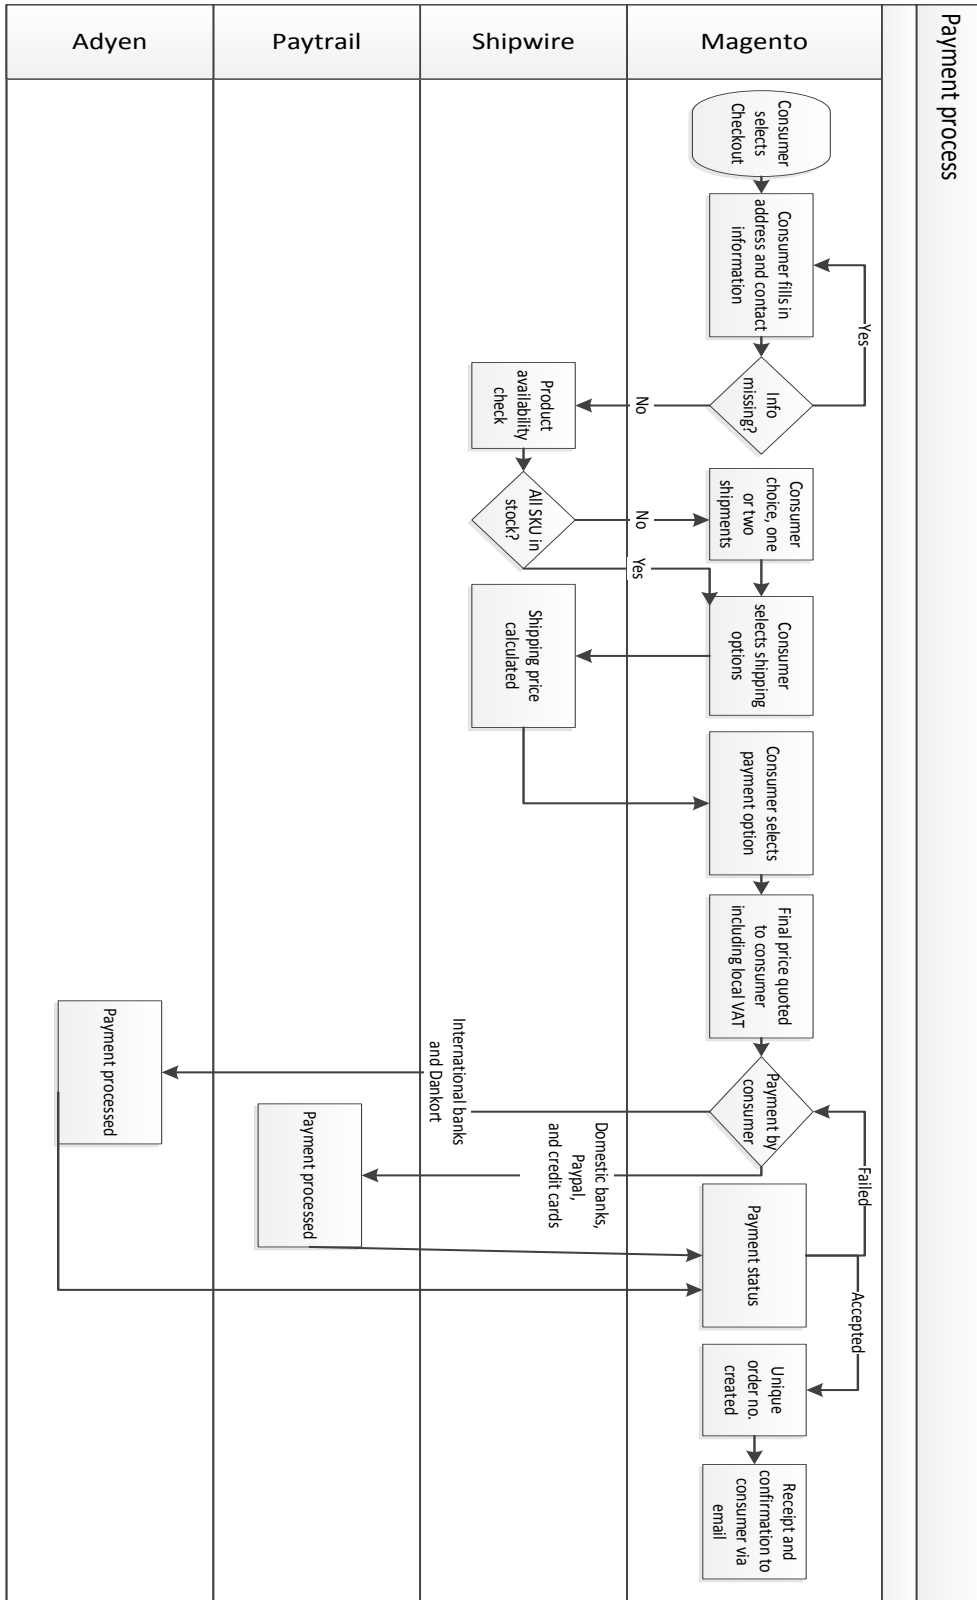 Payment process
Magento
Shipwire
Paytrail
Adyen
Consumer
selects
Checkout
Consumer fills in
address and contact
information
Yes
Info
missing?
No
Product
availability
check
All SKU in
stock?
No
Yes
Consumer
choice, one
or two
shipments
Consumer
selects shipping
options
Shipping price
calculated
Consumer selects
payment option
Final price quoted
to consumer
including local VAT
Payment by
consumer
International banks
and Dankort
Domestic banks,
Paypal,
and credit cards
Payment processed
Payment processed
Failed
Payment status
Accepted
Unique
order no.
created
Receipt and
confirmation to
consumer via
email